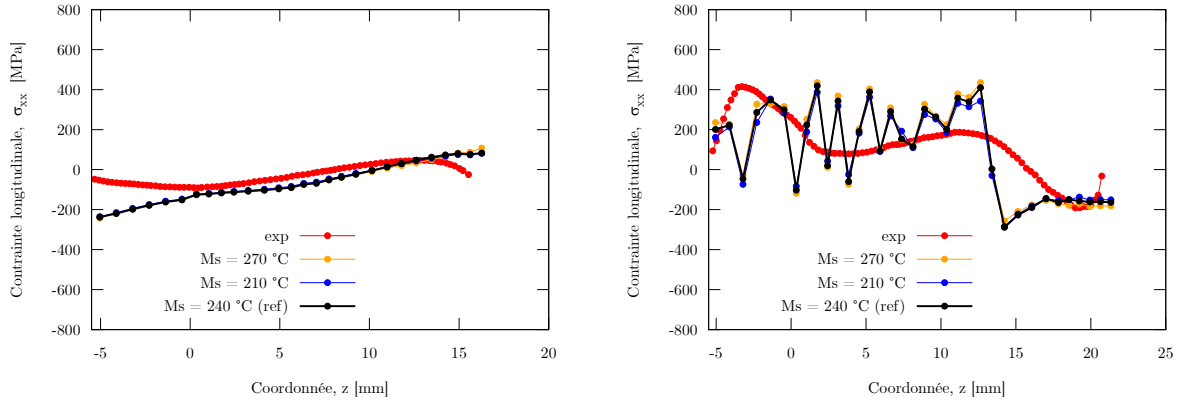 800
600
400
200
0
-200
-400
-600
-800
-5
0
5
10
15
20
Contrainte longitudinale, σxx [MPa]
Coordonnée, z [mm]
exp
Ms = 270 °C
Ms = 210 °C
Ms = 240 °C (ref)
800
600
400
200
0
-200
-400
-600
-800
-5
0
5
10
15
20
25
Contrainte longitudinale, σxx [MPa]
Coordonnée, z [mm]
exp
Ms = 270 °C
Ms = 210 °C
Ms = 240 °C (ref)